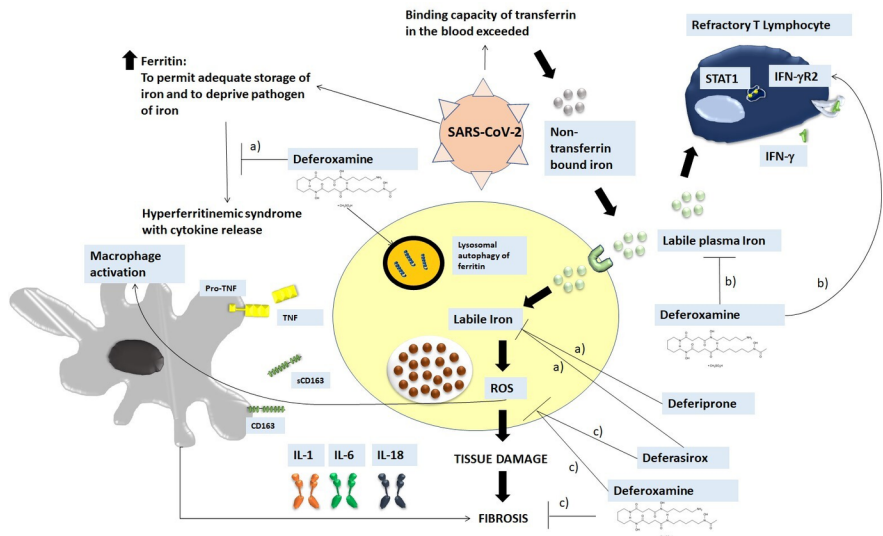 Binding capacity of transferrin
in the blood exceeded
Refractory T Lymphocyte
Ferritin:
To permit adequate storage of
iron and to deprive pathogen
of iron
STAT1
IFN-γR2
SARS-CoV-2
Non-
transferrin
bound iron
IFN-γ
a)
Deferoxamine
Hyperferritinemic syndrome
with cytokine release
Labile plasma Iron
Macrophage
activation
Lysosomal
autophagy of
ferritin
b)
b)
Pro-TNF
TNF
Labile Iron
Deferoxamine
a)
a)
sCD163
ROS
Deferiprone
CD163
c)
IL-1
IL-6
IL-18
TISSUE DAMAGE
c)
Deferasirox
Deferoxamine
c)
FIBROSIS